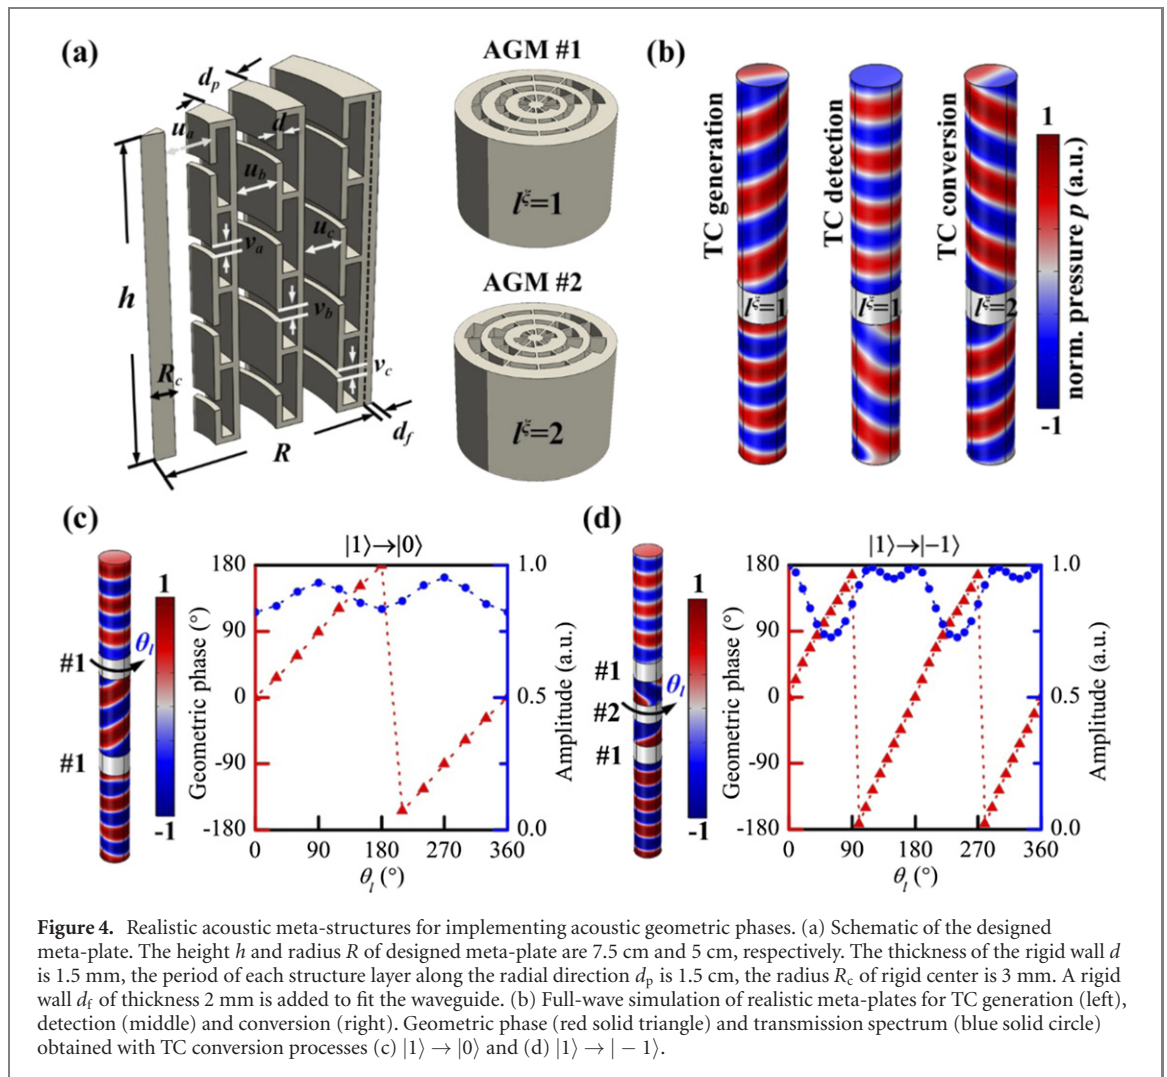 (a)
d_p
u_a
d
u_b
u_c
v_a
v_b
v_c
h
R_c
R
d_f
AGM #1
l^ξ=1
AGM #2
l^ξ=2
(b)
TC generation
TC detection
TC conversion
l^ξ=1
l^ξ=1
l^ξ=2
1
norm. pressure p (a.u.)
-1
(c)
#1
θ_l
#1
1
-1
|1⟩→|0⟩
180
90
0
-90
-180
Geometric phase (°)
1.0
0.5
0.0
Amplitude (a.u.)
0 90 180 270 360
θ_l (°)
(d)
#1
θ_l
#2
#1
1
-1
|1⟩→|−1⟩
180
90
0
-90
-180
Geometric phase (°)
1.0
0.5
0.0
Amplitude (a.u.)
0 90 180 270 360
θ_l (°)
Figure 4. Realistic acoustic meta-structures for implementing acoustic geometric phases. (a) Schematic of the designed
meta-plate. The height h and radius R of designed meta-plate are 7.5 cm and 5 cm, respectively. The thickness of the rigid wall d
is 1.5 mm, the period of each structure layer along the radial direction d_p is 1.5 cm, the radius R_c of rigid center is 3 mm. A rigid
wall d_f of thickness 2 mm is added to fit the waveguide. (b) Full-wave simulation of realistic meta-plates for TC generation (left),
detection (middle) and conversion (right). Geometric phase (red solid triangle) and transmission spectrum (blue solid circle)
obtained with TC conversion processes (c) |1⟩ → |0⟩ and (d) |1⟩ → | − 1⟩.